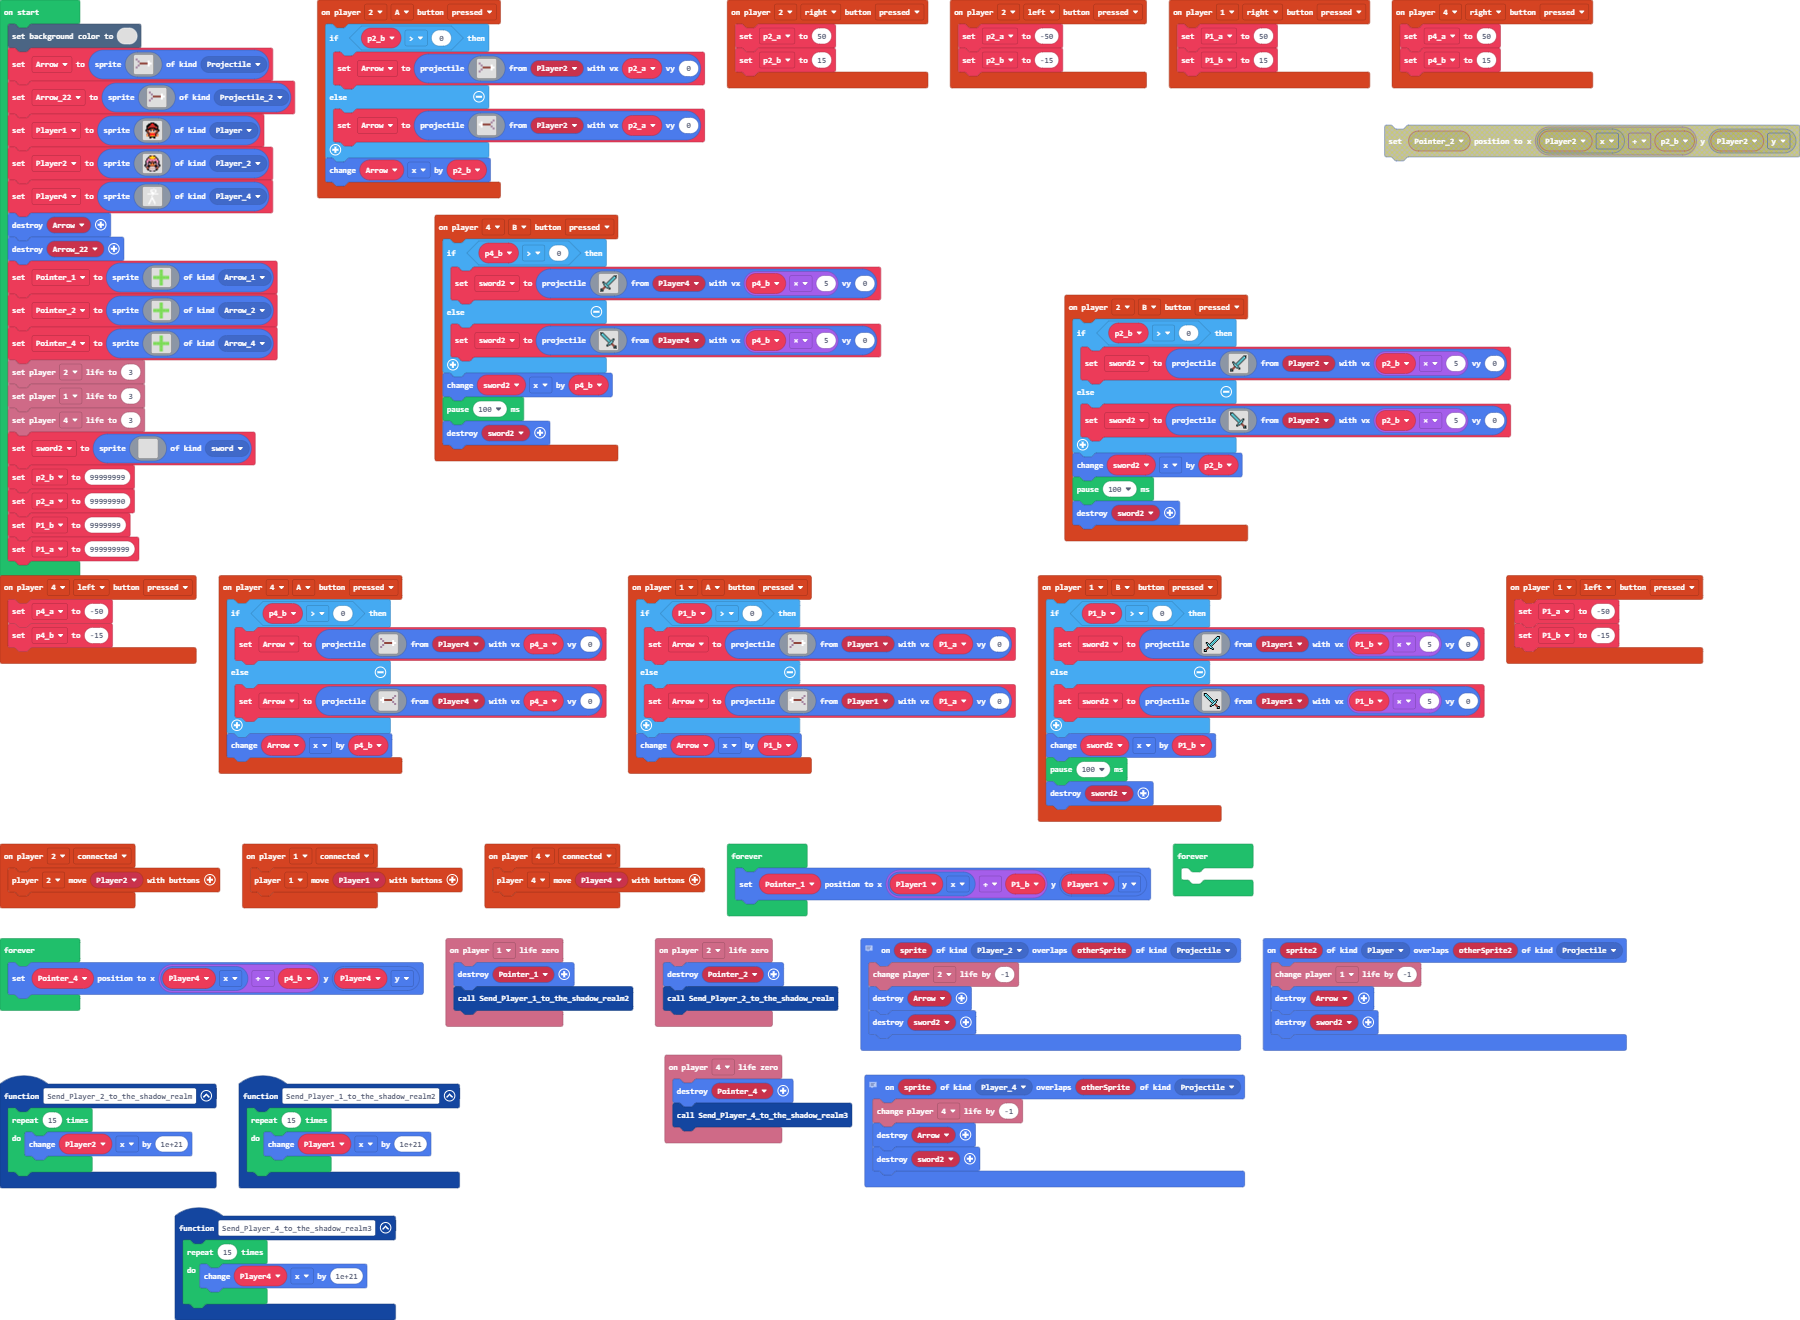 on start
set background color to
set Arrow to sprite of kind Projectile
set Arrow_22 to sprite of kind Projectile_2
set Player1 to sprite of kind Player
set Player2 to sprite of kind Player_2
set Player4 to sprite of kind Player_4
destroy Arrow
destroy Arrow_22
set Pointer_1 to sprite of kind Arrow_1
set Pointer_2 to sprite of kind Arrow_2
set Pointer_4 to sprite of kind Arrow_4
set player 2 life to 3
set player 1 life to 3
set player 4 life to 3
set sword2 to sprite of kind sword
set p2_b to 99999999
set p2_a to 99999990
set P1_b to 9999999
set P1_a to 999999999
on player 2 A button pressed
if p2_b > 0 then
set Arrow to projectile from Player2 with vx p2_a vy 0
else
set Arrow to projectile from Player2 with vx p2_a vy 0
change Arrow x by p2_b
on player 2 right button pressed
set p2_a to 50
set p2_b to 15
on player 2 left button pressed
set p2_a to -50
set p2_b to -15
on player 1 right button pressed
set P1_a to 50
set P1_b to 15
on player 4 right button pressed
set p4_a to 50
set p4_b to 15
set Pointer_2 position to x Player2 x + p2_b y Player2 y
on player 4 B button pressed
if p4_b > 0 then
set sword2 to projectile from Player4 with vx p4_b × 5 vy 0
else
set sword2 to projectile from Player4 with vx p4_b × 5 vy 0
change sword2 x by p4_b
pause 100 ms
destroy sword2
on player 2 B button pressed
if p2_b > 0 then
set sword2 to projectile from Player2 with vx p2_b × 5 vy 0
else
set sword2 to projectile from Player2 with vx p2_b × 5 vy 0
change sword2 x by p2_b
pause 100 ms
destroy sword2
on player 4 left button pressed
set p4_a to -50
set p4_b to -15
on player 4 A button pressed
if p4_b > 0 then
set Arrow to projectile from Player4 with vx p4_a vy 0
else
set Arrow to projectile from Player4 with vx p4_a vy 0
change Arrow x by p4_b
on player 1 A button pressed
if P1_b > 0 then
set Arrow to projectile from Player1 with vx P1_a vy 0
else
set Arrow to projectile from Player1 with vx P1_a vy 0
change Arrow x by P1_b
on player 1 B button pressed
if P1_b > 0 then
set sword2 to projectile from Player1 with vx P1_b × 5 vy 0
else
set sword2 to projectile from Player1 with vx P1_b × 5 vy 0
change sword2 x by P1_b
pause 100 ms
destroy sword2
on player 1 left button pressed
set P1_a to -50
set P1_b to -15
on player 2 connected
player 2 move Player2 with buttons
on player 1 connected
player 1 move Player1 with buttons
on player 4 connected
player 4 move Player4 with buttons
forever
set Pointer_1 position to x Player1 x + P1_b y Player1 y
forever
forever
set Pointer_4 position to x Player4 x + p4_b y Player4 y
on player 1 life zero
destroy Pointer_1
call Send_Player_1_to_the_shadow_realm2
on player 2 life zero
destroy Pointer_2
call Send_Player_2_to_the_shadow_realm
on sprite of kind Player_2 overlaps otherSprite of kind Projectile
change player 2 life by -1
destroy Arrow
destroy sword2
on sprite2 of kind Player overlaps otherSprite2 of kind Projectile
change player 1 life by -1
destroy Arrow
destroy sword2
on player 4 life zero
destroy Pointer_4
call Send_Player_4_to_the_shadow_realm3
on sprite of kind Player_4 overlaps otherSprite of kind Projectile
change player 4 life by -1
destroy Arrow
destroy sword2
function Send_Player_2_to_the_shadow_realm
repeat 15 times
do change Player2 x by 1e+21
function Send_Player_1_to_the_shadow_realm2
repeat 15 times
do change Player1 x by 1e+21
function Send_Player_4_to_the_shadow_realm3
repeat 15 times
do change Player4 x by 1e+21